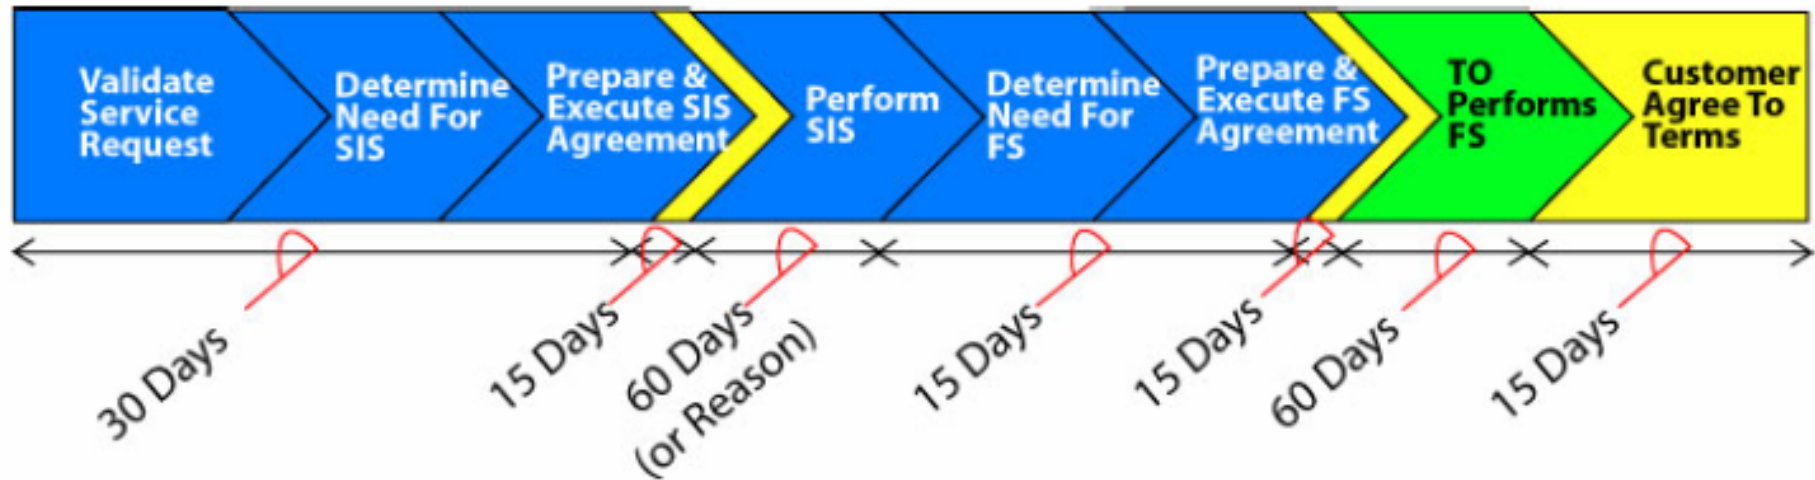 Validate
Service
Request
Determine
Need For
SIS
Prepare &
Execute SIS
Agreement
Perform
SIS
Determine
Need For
FS
Prepare &
Execute FS
Agreement
TO
Performs
FS
Customer
Agree To
Terms
30 Days
15 Days
60 Days
(or Reason)
15 Days
15 Days
60 Days
15 Days